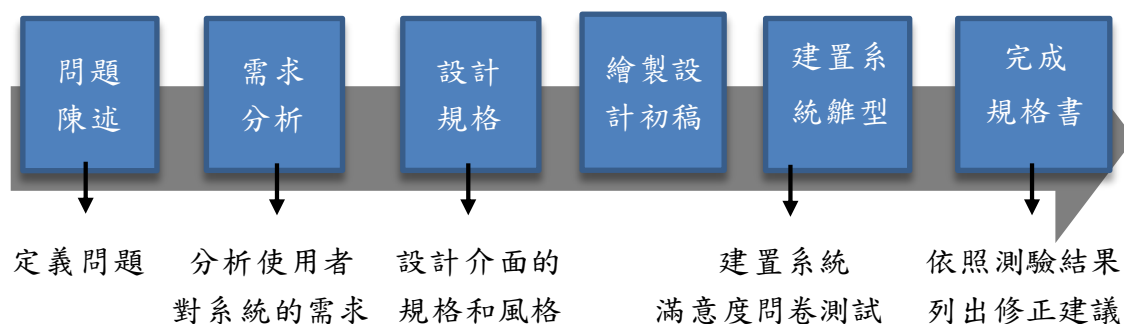 問題
陳述
需求
分析
設計
規格
繪製設
計初稿
建置系
統雛型
完成
規格書
定義問題
分析使用者
對系統的需求
設計介面的
規格和風格
建置系統
滿意度問卷測試
依照測驗結果
列出修正建議